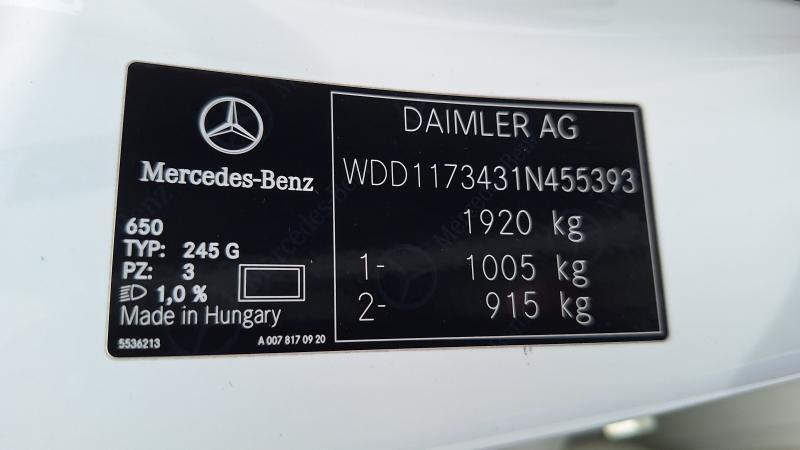 Mercedes-Benz
650
TYP: 245 G
PZ: 3
1,0 %
Made in Hungary
5536213
A 007 817 09 20
DAIMLER AG
WDD1173431N455393
1920 kg
1- 1005 kg
2- 915 kg